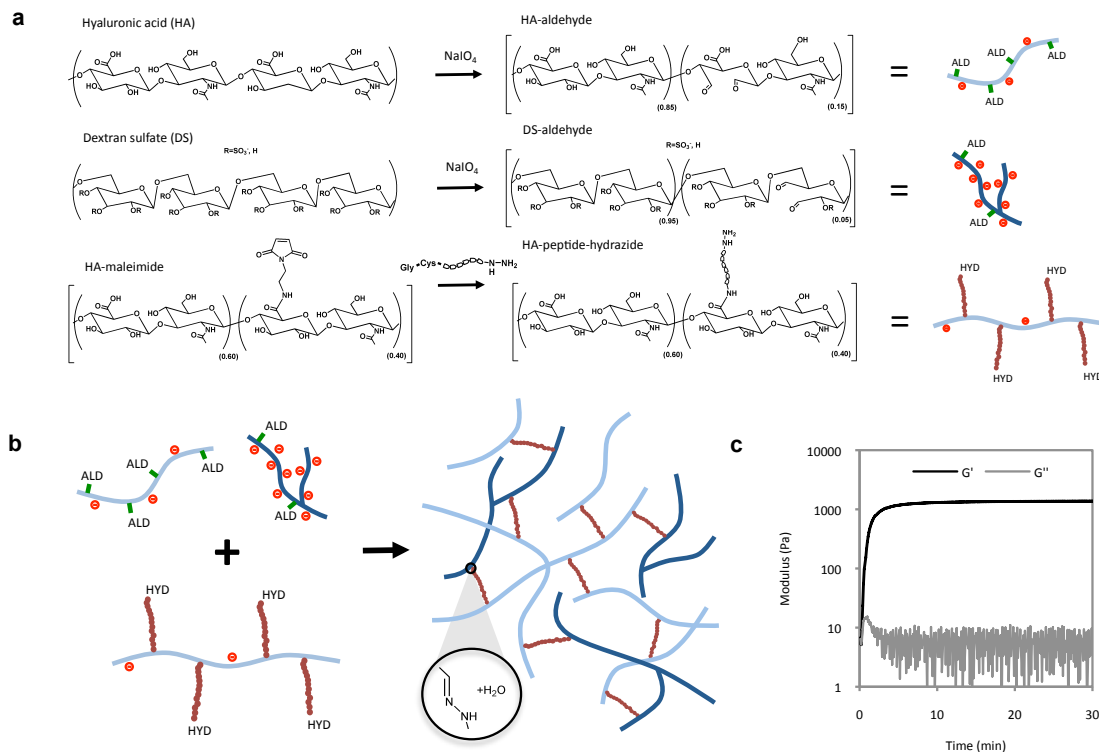 a
Hyaluronic acid (HA)
HA-aldehyde
NaIO4
(0.85)
(0.15)
=
ALD
ALD
ALD
ALD
Dextran sulfate (DS)
R=SO3-, H
DS-aldehyde
R=SO3-, H
NaIO4
(0.95)
(0.05)
=
ALD
ALD
HA-maleimide
Gly Cys N-NH2
H
HA-peptide-hydrazide
(0.60)
(0.40)
(0.60)
(0.40)
=
HYD
HYD
HYD
HYD
b
ALD
ALD
ALD
ALD
ALD
ALD
+
HYD
HYD
HYD
HYD
N
NH
+H2O
c
G' G''
10000
1000
100
10
1
Modulus (Pa)
0 10 20 30
Time (min)